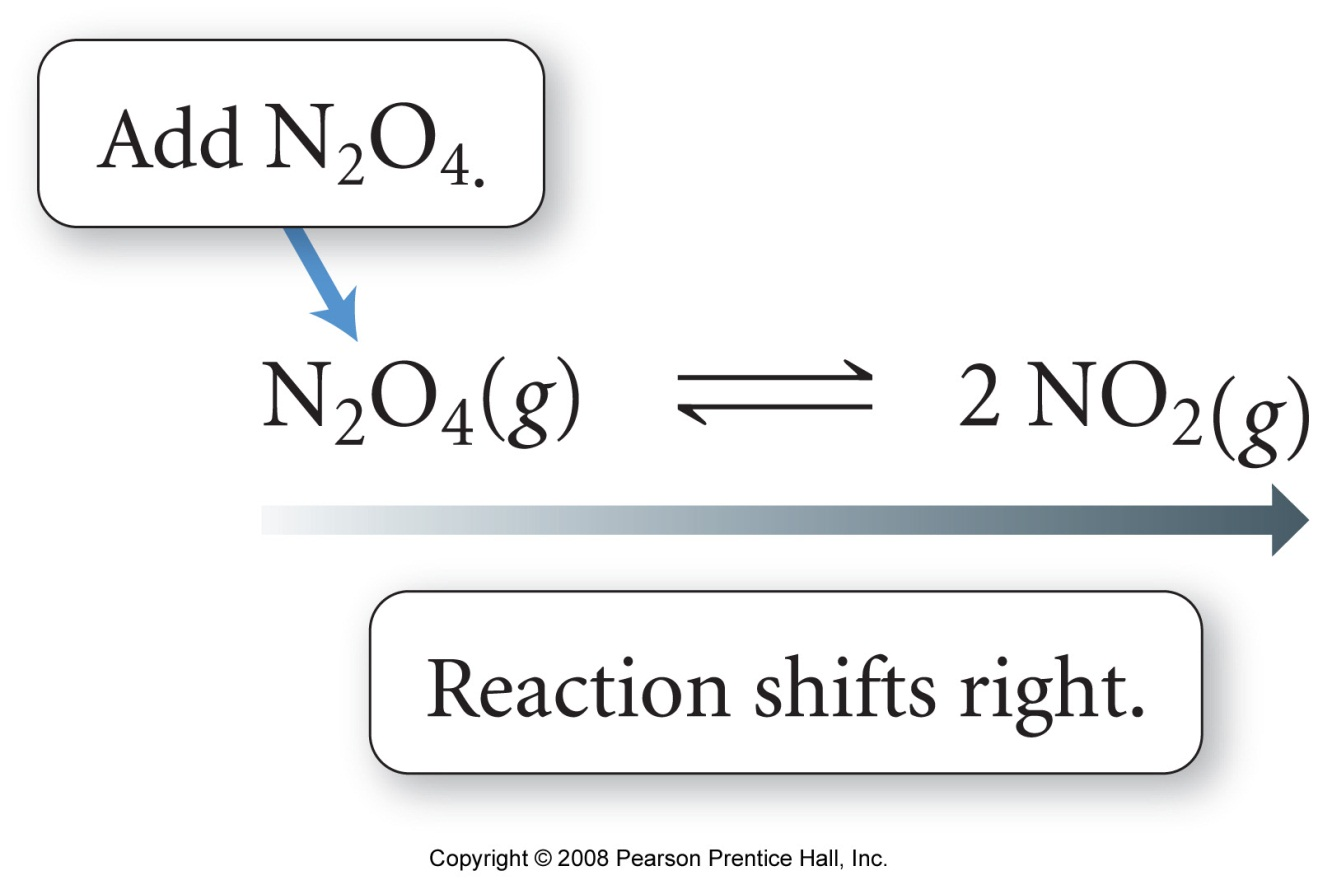 Add N₂O₄.
N₂O₄(g) ⇌ 2 NO₂(g)
Reaction shifts right.
Copyright © 2008 Pearson Prentice Hall, Inc.